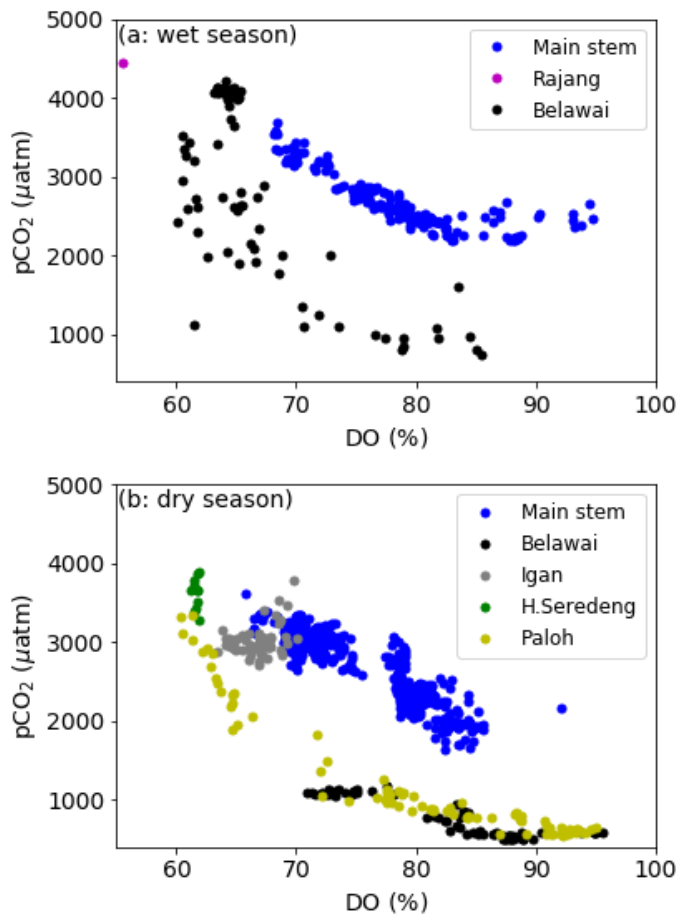 5000
(a: wet season)
Main stem
Rajang
Belawai
4000
3000
2000
1000
pCO₂ (μatm)
60 70 80 90 100
DO (%)
5000
(b: dry season)
Main stem
Belawai
Igan
H.Seredeng
Paloh
4000
3000
2000
1000
pCO₂ (μatm)
60 70 80 90 100
DO (%)